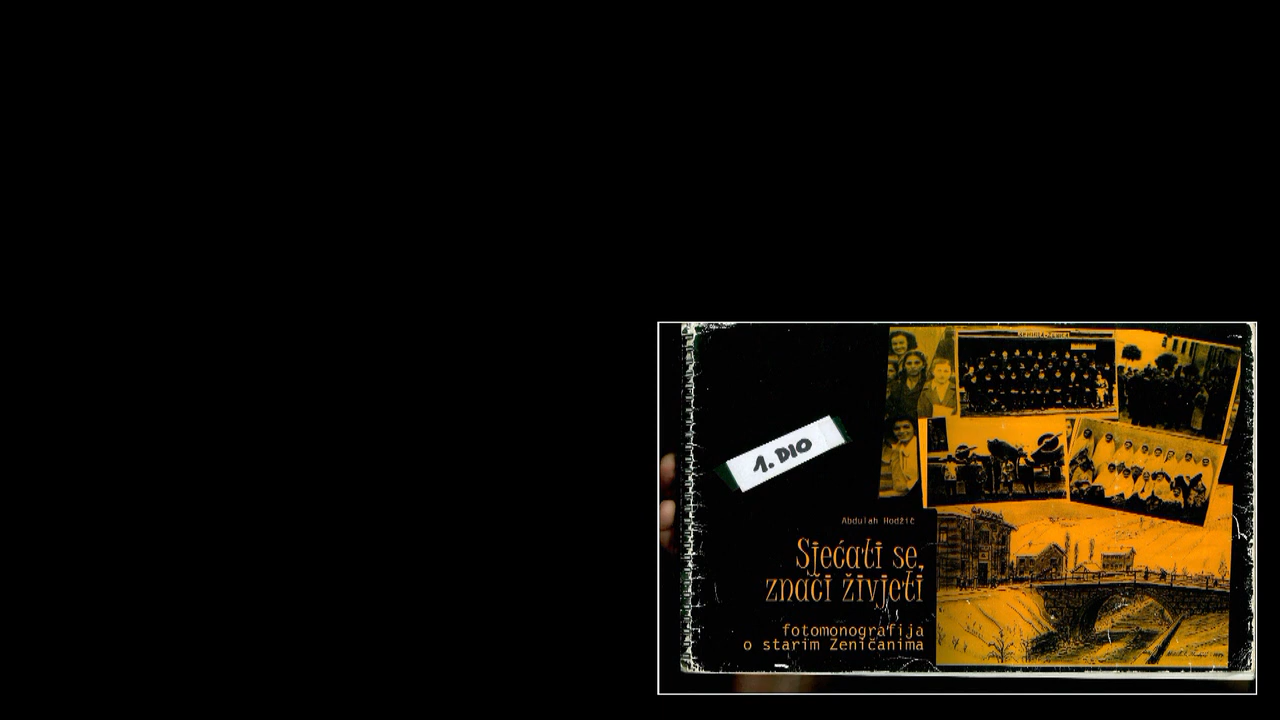 1. DIO
Abdulah Hodžić
Sjećati se,
znači živjeti
fotomonografija
o starim Zeničanima